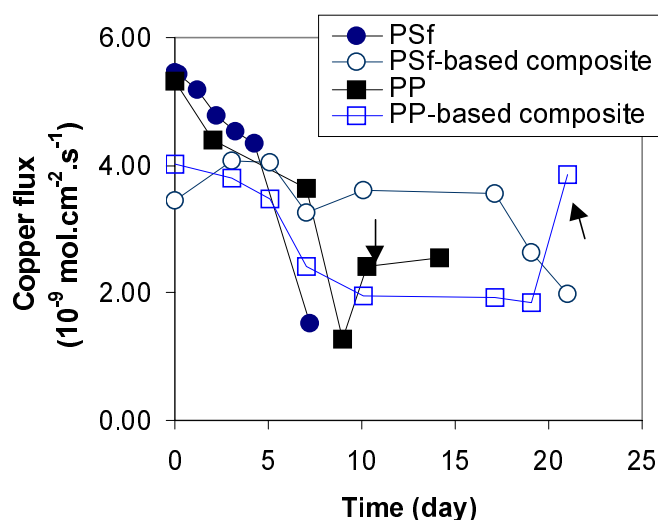 6.00
4.00
2.00
0.00
Copper flux
(10⁻⁹ mol.cm⁻².s⁻¹)
PSf
PSf-based composite
PP
PP-based composite
0 5 10 15 20 25
Time (day)